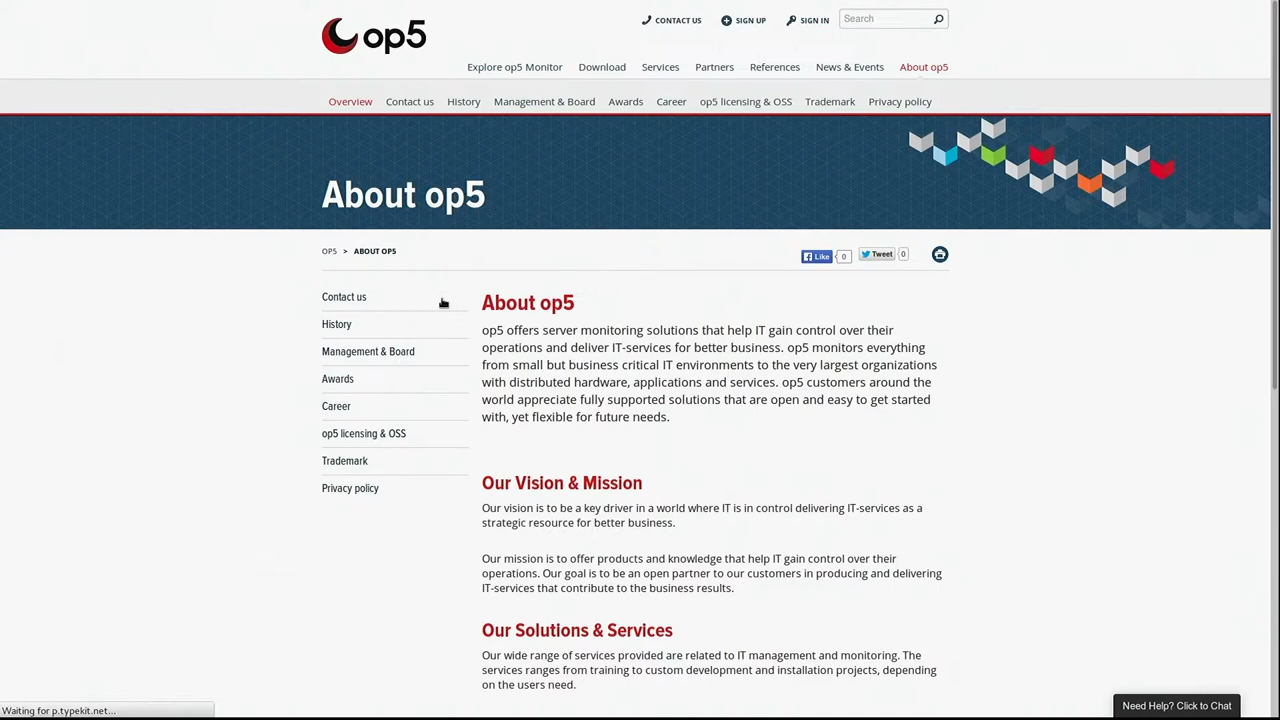 op5
CONTACT US
SIGN UP
SIGN IN
Search
Explore op5 Monitor
Download
Services
Partners
References
News & Events
About op5
Overview
Contact us
History
Management & Board
Awards
Career
op5 licensing & OSS
Trademark
Privacy policy
About op5
OP5 > ABOUT OP5
Like
0
Tweet
0
Contact us
History
Management & Board
Awards
Career
op5 licensing & OSS
Trademark
Privacy policy
About op5
op5 offers server monitoring solutions that help IT gain control over their
operations and deliver IT-services for better business. op5 monitors everything
from small but business critical IT environments to the very largest organizations
with distributed hardware, applications and services. op5 customers around the
world appreciate fully supported solutions that are open and easy to get started
with, yet flexible for future needs.
Our Vision & Mission
Our vision is to be a key driver in a world where IT is in control delivering IT-services as a
strategic resource for better business.
Our mission is to offer products and knowledge that help IT gain control over their
operations. Our goal is to be an open partner to our customers in producing and delivering
IT-services that contribute to the business results.
Our Solutions & Services
Our wide range of services provided are related to IT management and monitoring. The
services ranges from training to custom development and installation projects, depending
on the users need.
Waiting for p.typekit.net...
Need Help? Click to Chat